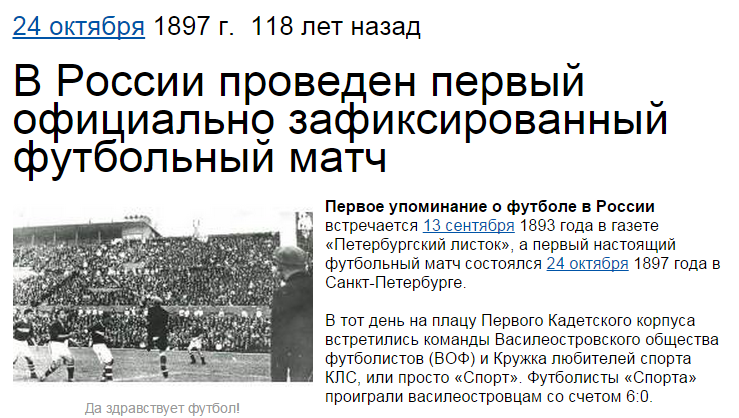 24 октября 1897 г. 118 лет назад
В России проведен первый
официально зафиксированный
футбольный матч
Первое упоминание о футболе в России
встречается 13 сентября 1893 года в газете
«Петербургский листок», а первый настоящий
футбольный матч состоялся 24 октября 1897 года в
Санкт-Петербурге.
В тот день на плацу Первого Кадетского корпуса
встретились команды Василеостровского общества
футболистов (ВОФ) и Кружка любителей спорта
КЛС, или просто «Спорт». Футболисты «Спорта»
проиграли василеостровцам со счетом 6:0.
Да здравствует футбол!